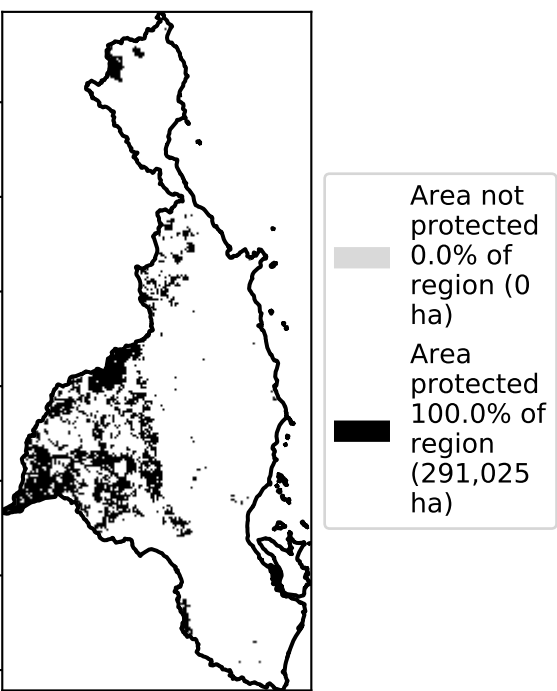 Area not
protected
0.0% of
region (0
ha)
Area
protected
100.0% of
region
(291,025
ha)